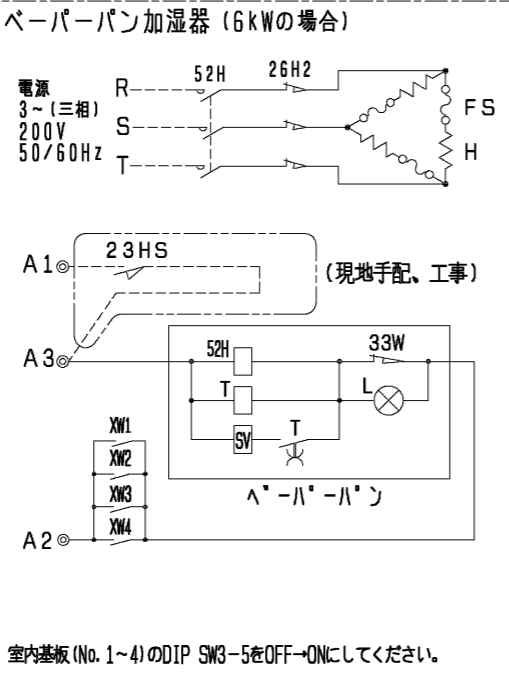 ペーパーパン加湿器 (6kWの場合)
52H
26H2
電源
3~(三相)
200V
50/60Hz
R
S
T
FS
H
A1
23HS
(現地手配、工事)
A3
52H
33W
T
L
SV
T
ペーパーパン
XW1
XW2
XW3
XW4
A2
室内基板(No. 1~4)のDIP SW3-5をOFF→ONにしてください。